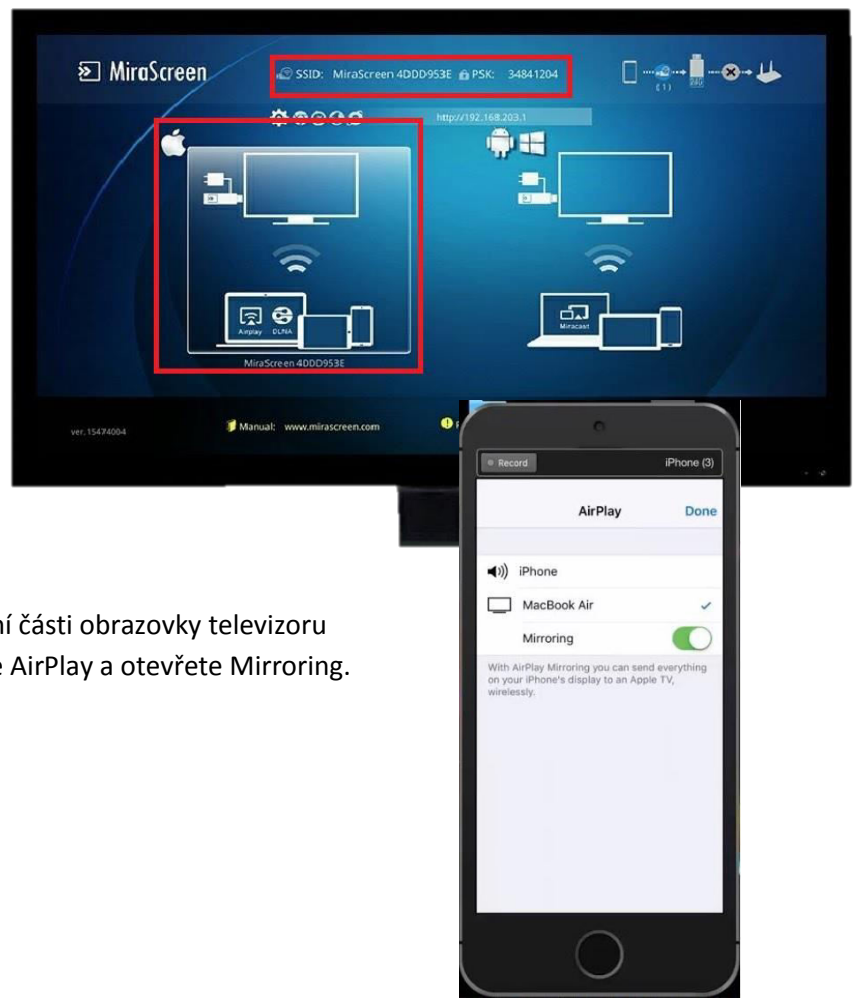 MiraScreen
SSID: MiraScreen 4DDD953E PSK: 34841204
(1)
http://192.168.203.1
Airplay DLNA
Miracast
MiraScreen 4DDD953E
ver.15474004
Manual: www.mirascreen.com
Record iPhone (3)
AirPlay Done
iPhone
MacBook Air
Mirroring
With AirPlay Mirroring you can send everything
on your iPhone's display to an Apple TV,
wirelessly.
ní části obrazovky televizoru
e AirPlay a otevřete Mirroring.